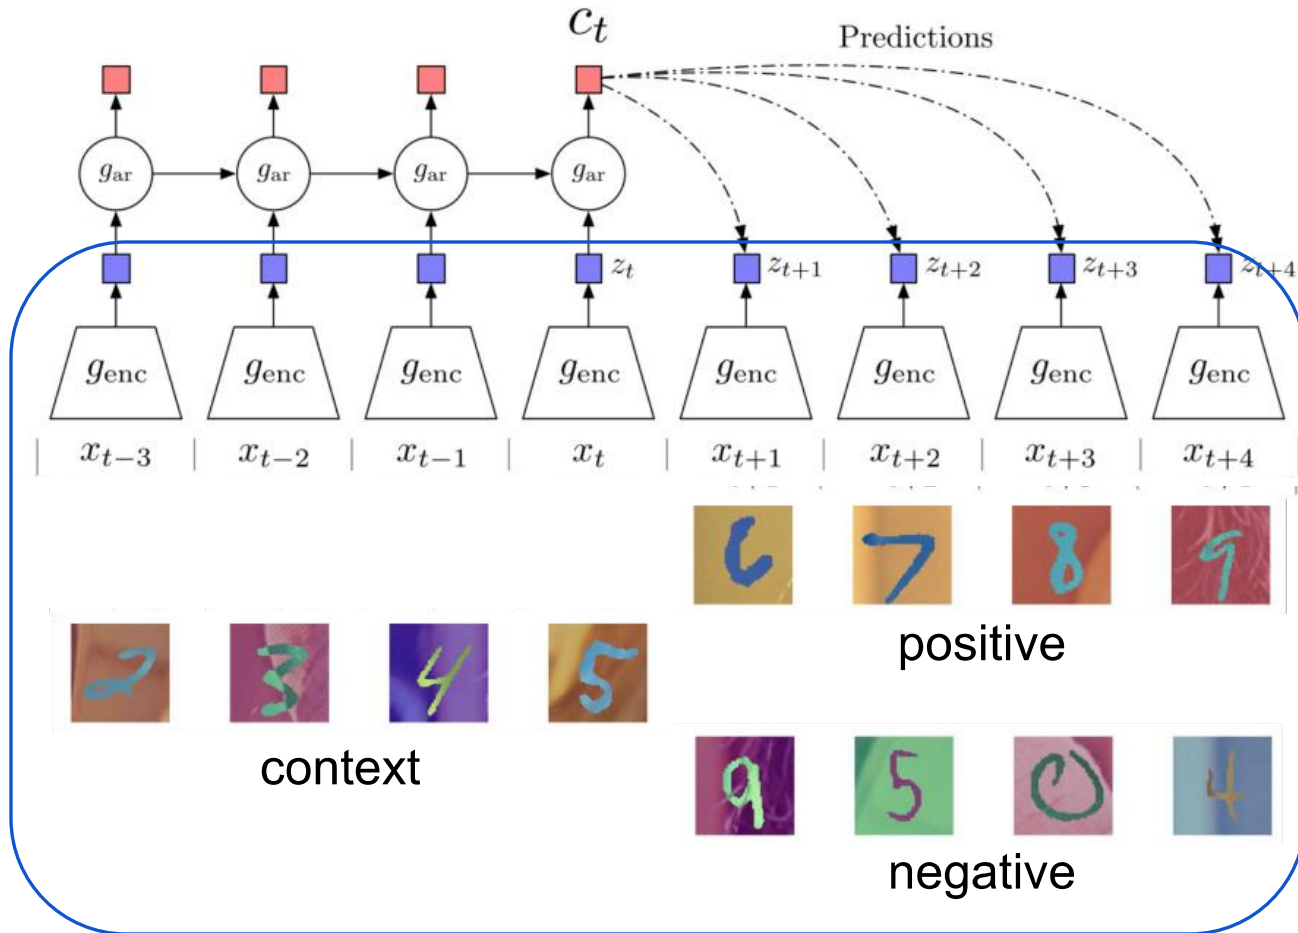 c_t
Predictions
g_ar g_ar g_ar g_ar
z_t z_{t+1} z_{t+2} z_{t+3} z_{t+4}
g_enc g_enc g_enc g_enc g_enc g_enc g_enc g_enc
x_{t-3} x_{t-2} x_{t-1} x_t x_{t+1} x_{t+2} x_{t+3} x_{t+4}
6 7 8 9
positive
2 3 4 5
context
9 5 0 4
negative